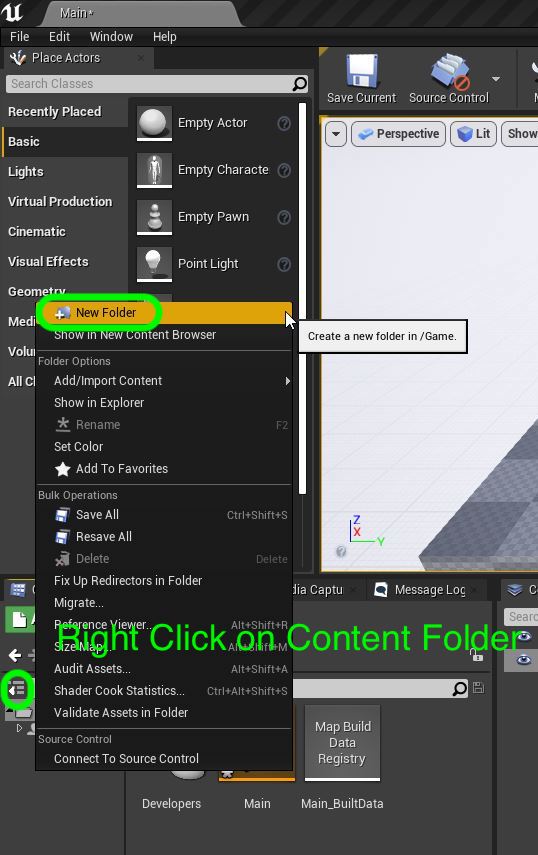 Main*
File Edit Window Help
Place Actors
Search Classes
Recently Placed
Basic
Lights
Virtual Production
Cinematic
Visual Effects
Geometry
Empty Actor
Empty Characte
Empty Pawn
Point Light
Save Current
Source Control
Perspective
Lit
Show
New Folder
Create a new folder in /Game.
Show in New Content Browser
Folder Options
Add/Import Content
Show in Explorer
Rename F2
Set Color
Add To Favorites
Bulk Operations
Save All Ctrl+Shift+S
Resave All
Delete Delete
Fix Up Redirectors in Folder
Migrate...
Reference Viewer... Alt+Shift+R
Right Click on Content Folder
Size Map... Alt+Shift+M
Audit Assets... Alt+Shift+A
Shader Cook Statistics... Ctrl+Alt+Shift+S
Validate Assets in Folder
Source Control
Connect To Source Control
Z
X
Y
dia Captu
Message Log
Searc
Map Build
Data
Registry
Developers
Main
Main_BuiltData